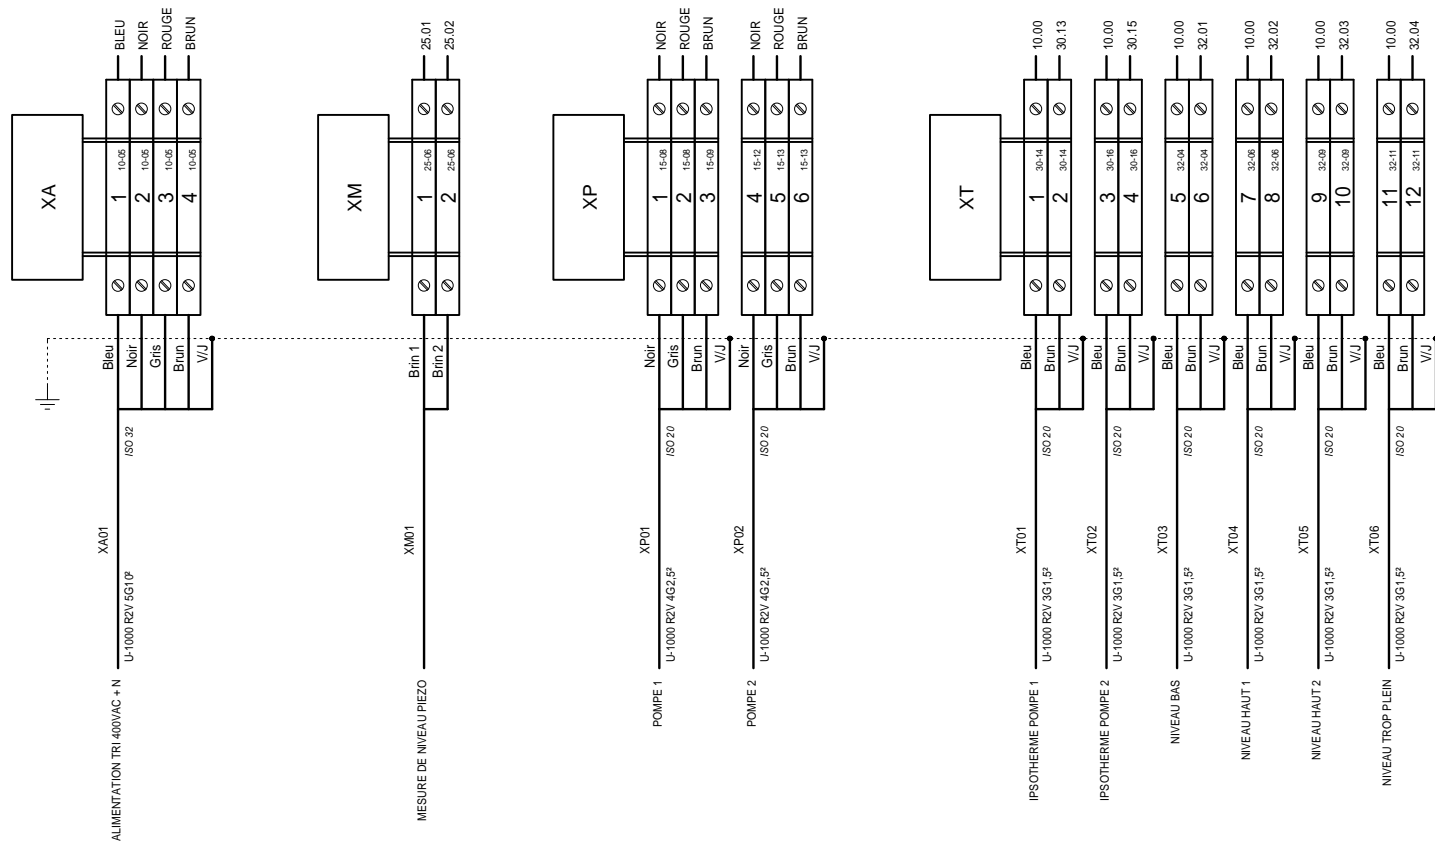 BLEU
NOIR
ROUGE
BRUN
XA
10-05
10-05
10-05
10-05
1
2
3
4
Bleu
Noir
Gris
Brun
V/J
ISO 32
XA01
U-1000 R2V 5G10²
ALIMENTATION TRI 400VAC + N
25.01
25.02
XM
25-06
25-06
1
2
Brin 1
Brin 2
XM01
MESURE DE NIVEAU PIEZO
NOIR
ROUGE
BRUN
XP
15-08
15-08
15-09
1
2
3
Noir
Gris
Brun
V/J
ISO 20
XP01
U-1000 R2V 4G2,5²
POMPE 1
NOIR
ROUGE
BRUN
15-12
15-13
15-13
4
5
6
Noir
Gris
Brun
V/J
ISO 20
XP02
U-1000 R2V 4G2,5²
POMPE 2
10.00
30.13
XT
30-14
30-14
1
2
Bleu
Brun
V/J
ISO 20
XT01
U-1000 R2V 3G1,5²
IPSOTHERME POMPE 1
10.00
30.15
30-16
30-16
3
4
Bleu
Brun
V/J
ISO 20
XT02
U-1000 R2V 3G1,5²
IPSOTHERME POMPE 2
10.00
32.01
32-04
32-04
5
6
Bleu
Brun
V/J
ISO 20
XT03
U-1000 R2V 3G1,5²
NIVEAU BAS
10.00
32.02
32-06
32-06
7
8
Bleu
Brun
V/J
ISO 20
XT04
U-1000 R2V 3G1,5²
NIVEAU HAUT 1
10.00
32.03
32-09
32-09
9
10
Bleu
Brun
V/J
ISO 20
XT05
U-1000 R2V 3G1,5²
NIVEAU HAUT 2
10.00
32.04
32-11
32-11
11
12
Bleu
Brun
V/J
ISO 20
XT06
U-1000 R2V 3G1,5²
NIVEAU TROP PLEIN